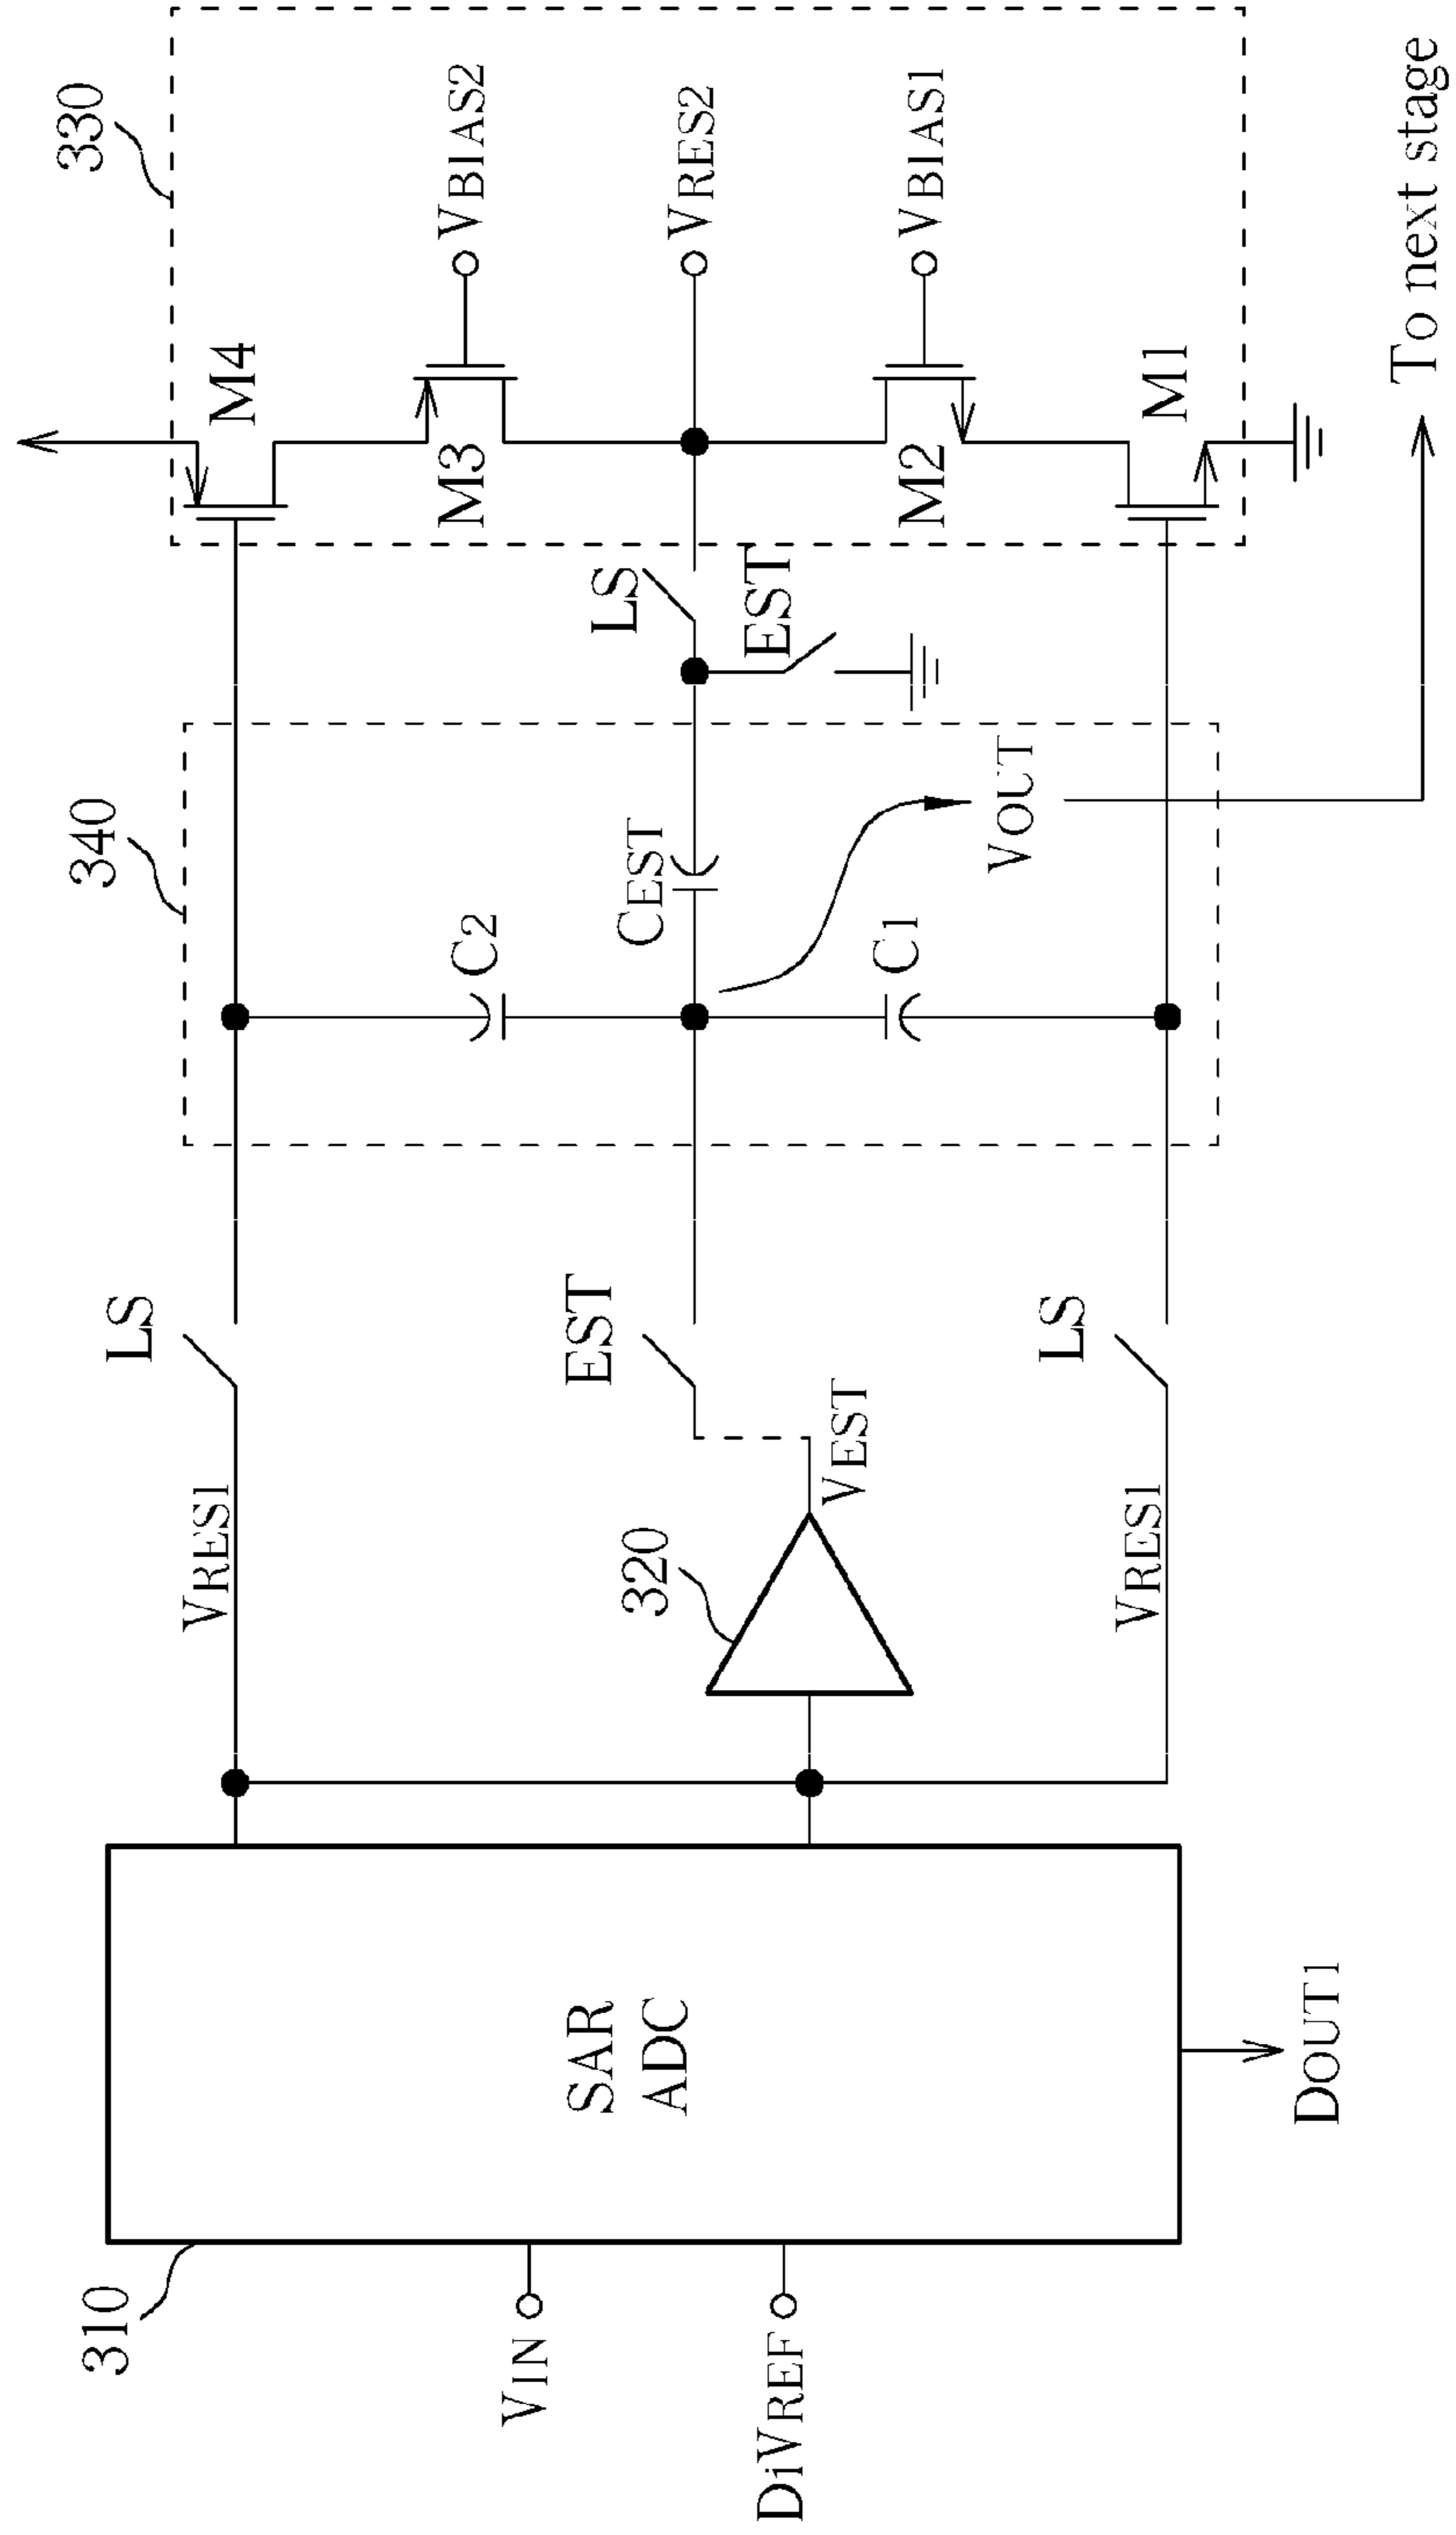 330
M4
VBIAS2
M3
VRES2
M2
VBIAS1
M1
To next stage
LS
EST
340
C2
CEST
C1
VOUT
LS
EST
LS
VRES1
VEST
320
VRES1
SAR
ADC
DOUT1
310
VIN
DiVREF